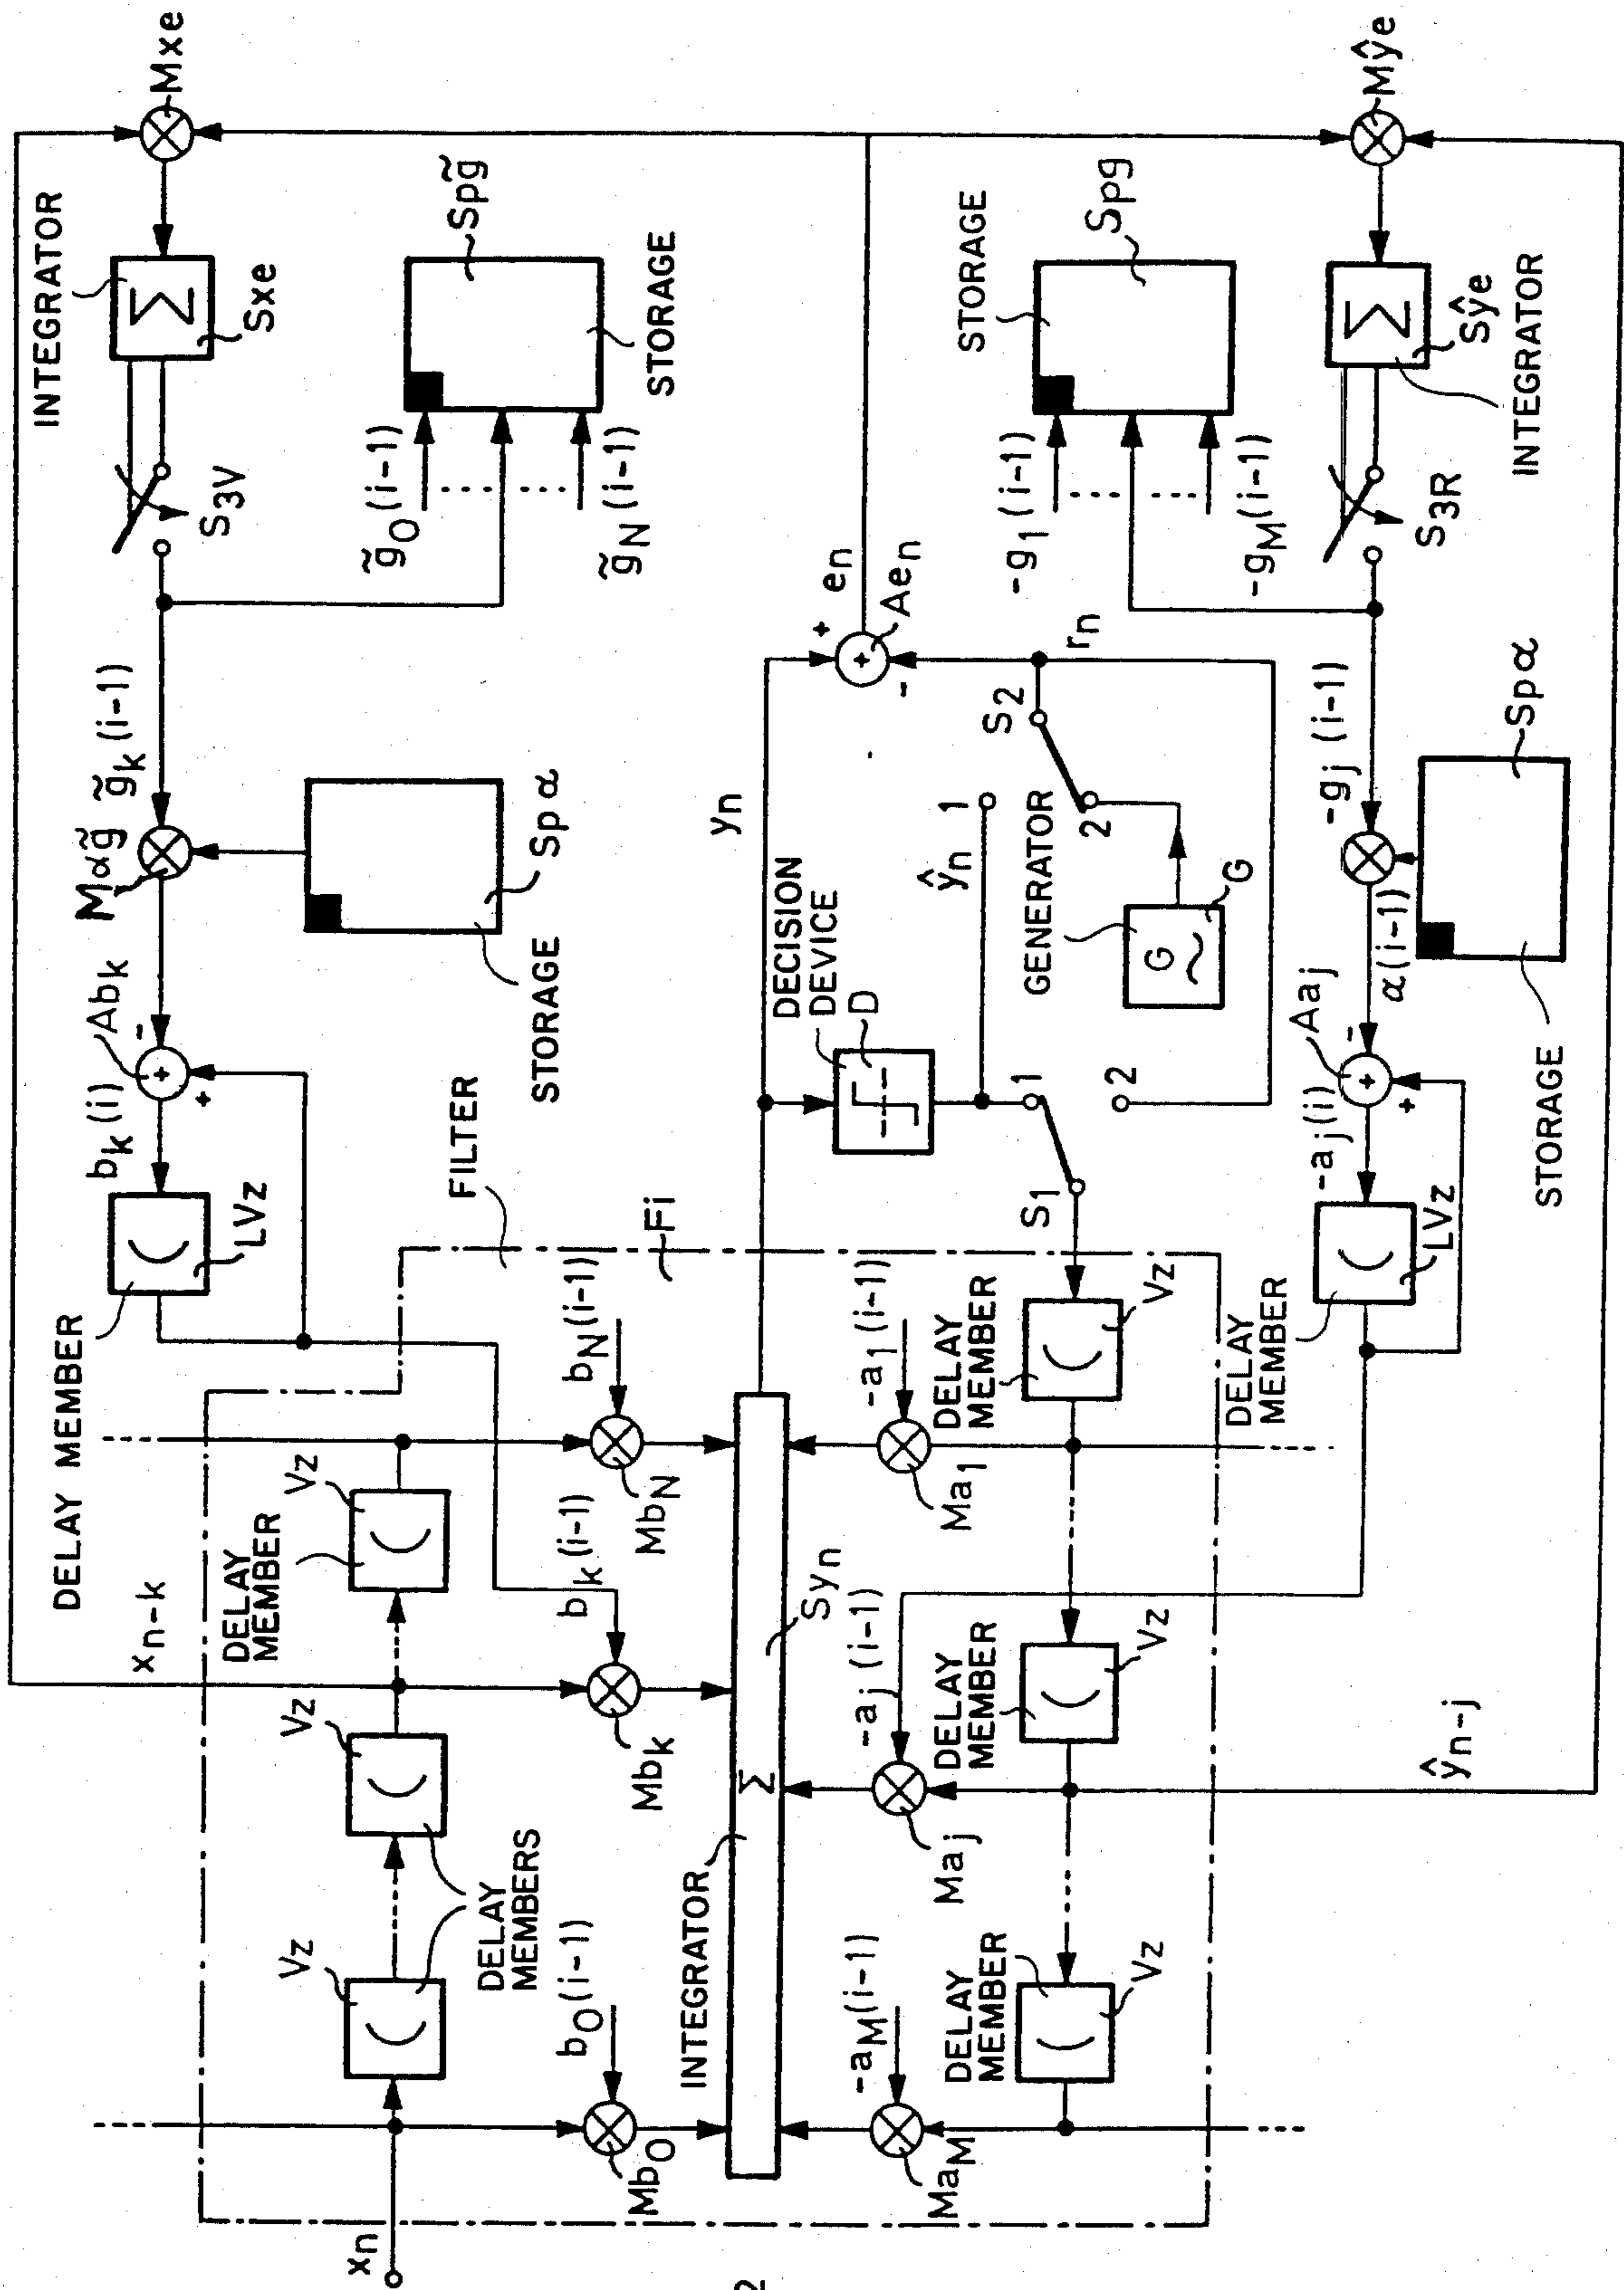 INTEGRATOR
Mxe
Sxe
S3V
g̃k(i-1)
Mαg̃
Abk
-
+
bk(i)
LVz
DELAY MEMBER
xn-k
Spg̃
STORAGE
g̃0(i-1)
g̃N(i-1)
Spα
STORAGE
FILTER
Fi
xn
Vz
Vz
Vz
DELAY
MEMBERS
DELAY
MEMBER
b0(i-1)
bk(i-1)
bN(i-1)
Mb0
Mbk
MbN
INTEGRATOR
Σ
Syn
yn
DECISION
DEVICE
D
ŷn
1
1
2
S1
S2
2
GENERATOR
G
~
G
rn
+
-
en
Aen
-aM(i-1)
-aj(i-1)
-a1(i-1)
MaM
Maj
Ma1
DELAY
MEMBER
Vz
DELAY
MEMBER
Vz
DELAY
MEMBER
Vz
ŷn-j
DELAY
MEMBER
LVz
-aj(i)
Aaj
-
+
α(i-1)
-gj(i-1)
Spα
STORAGE
STORAGE
Spg
-g1(i-1)
-gM(i-1)
S3R
Σ
Σ
Sŷe
INTEGRATOR
Mŷe
2